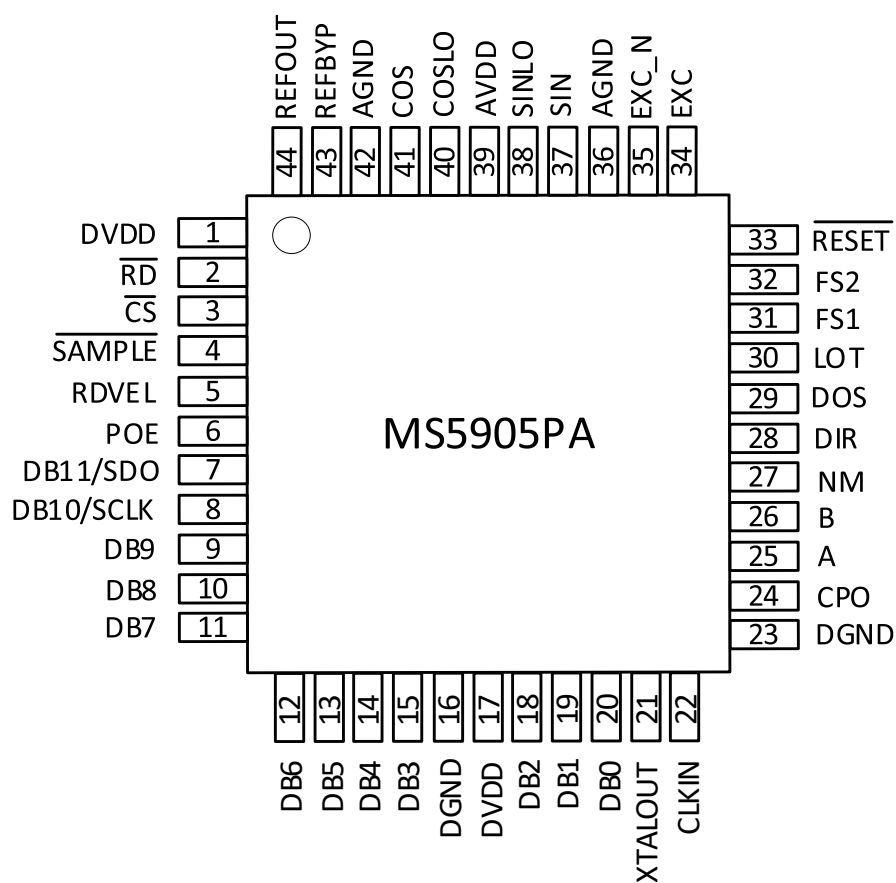 REFOUT
REFBYP
AGND
COS
COSLO
AVDD
SINLO
SIN
AGND
EXC_N
EXC
44
43
42
41
40
39
38
37
36
35
34
DVDD 1
RD 2
CS 3
SAMPLE 4
RDVEL 5
POE 6
DB11/SDO 7
DB10/SCLK 8
DB9 9
DB8 10
DB7 11
MS5905PA
33 RESET
32 FS2
31 FS1
30 LOT
29 DOS
28 DIR
27 NM
26 B
25 A
24 CPO
23 DGND
12
13
14
15
16
17
18
19
20
21
22
DB6
DB5
DB4
DB3
DGND
DVDD
DB2
DB1
DB0
XTALOUT
CLKIN